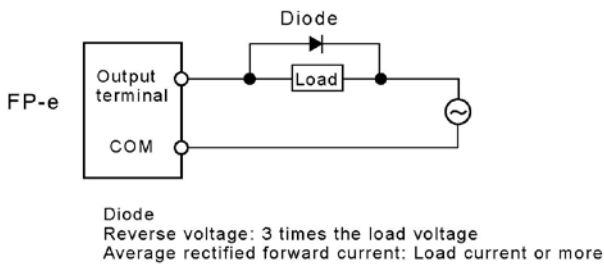 Diode
Output
terminal
Load
FP-e
COM
Diode
Reverse voltage: 3 times the load voltage
Average rectified forward current: Load current or more